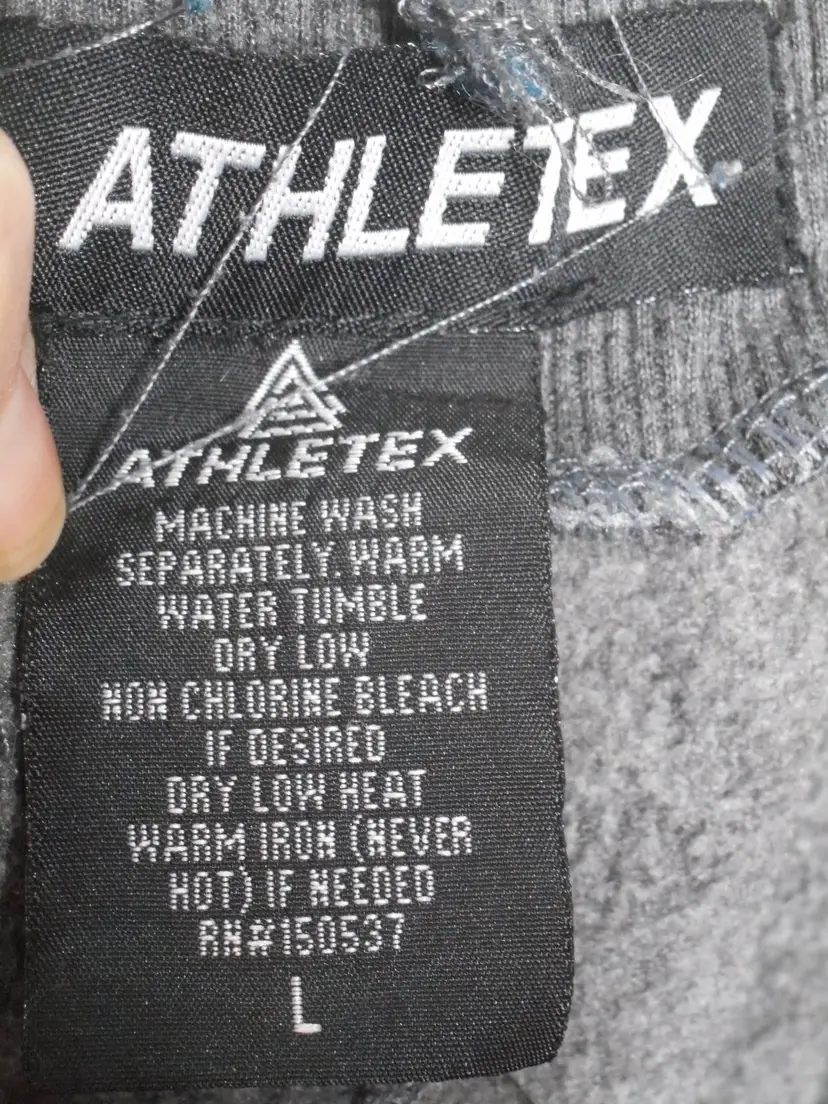 ATHLETEX
ATHLETEX
MACHINE WASH
SEPARATELY. WARM
WATER TUMBLE
DRY LOW
NON CHLORINE BLEACH
IF DESIRED
DRY LOW HEAT
WARM IRON (NEVER
HOT) IF NEEDED
RN#150537
L